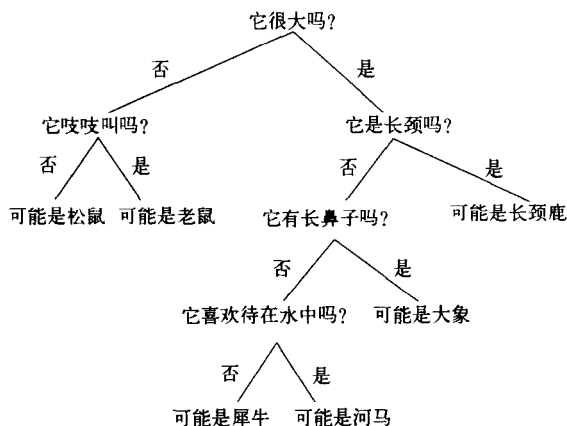 它很大吗?
否
是
它吱吱叫吗?
它是长颈吗?
否
是
否
是
可能是松鼠
可能是老鼠
它有长鼻子吗?
可能是长颈鹿
否
是
它喜欢待在水中吗?
可能是大象
否
是
可能是犀牛
可能是河马